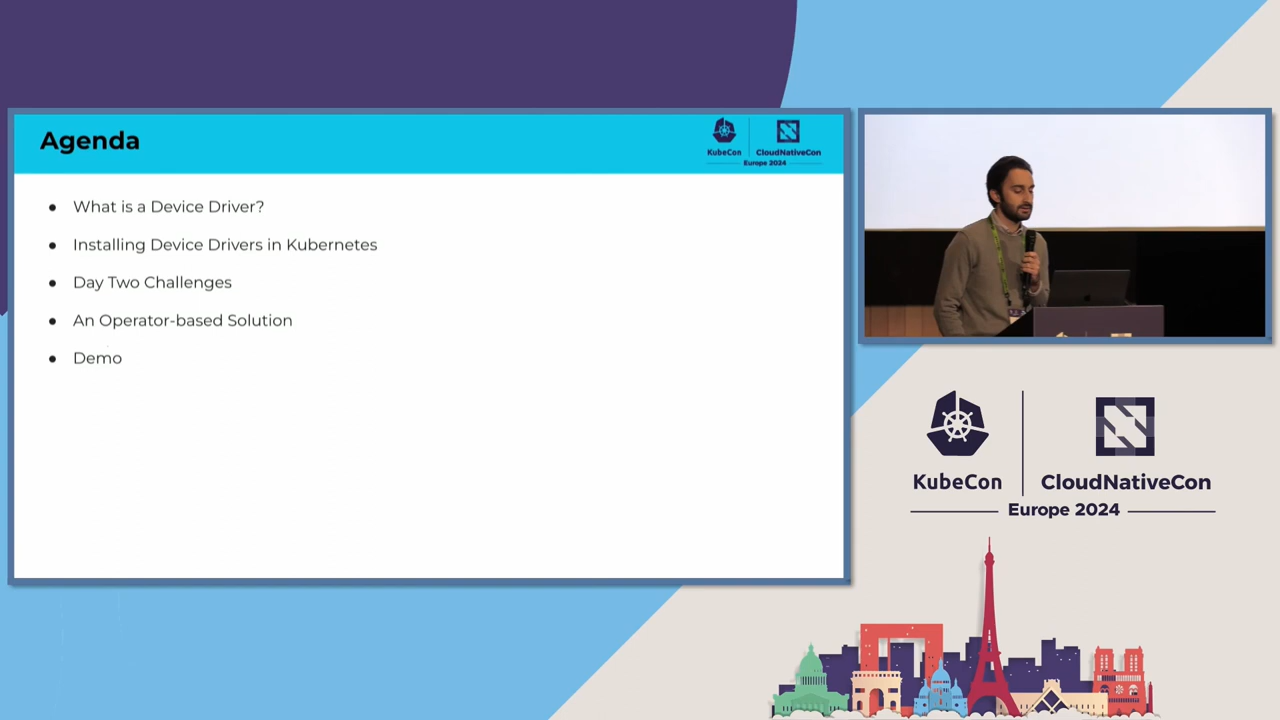 Agenda
KubeCon
CloudNativeCon
Europe 2024
What is a Device Driver?
Installing Device Drivers in Kubernetes
Day Two Challenges
An Operator-based Solution
Demo
KubeCon
CloudNativeCon
Europe 2024